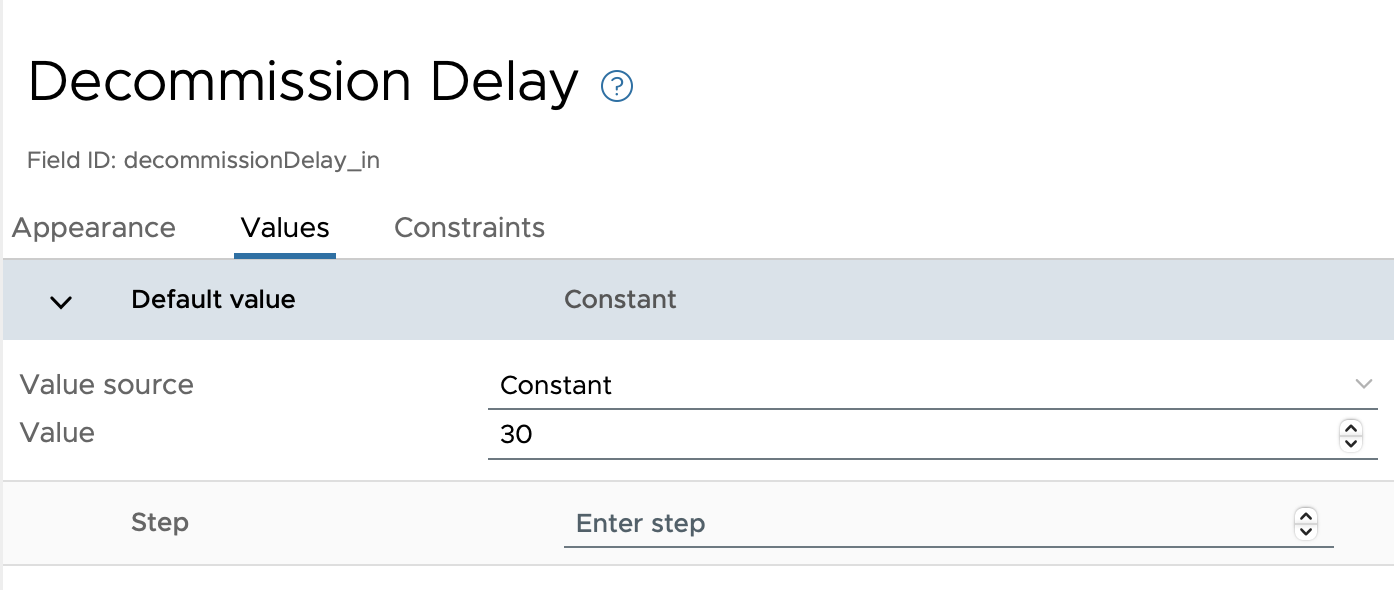 Decommission Delay ?
Field ID: decommissionDelay_in
Appearance Values Constraints
Default value Constant
Value source Constant
Value 30
Step Enter step